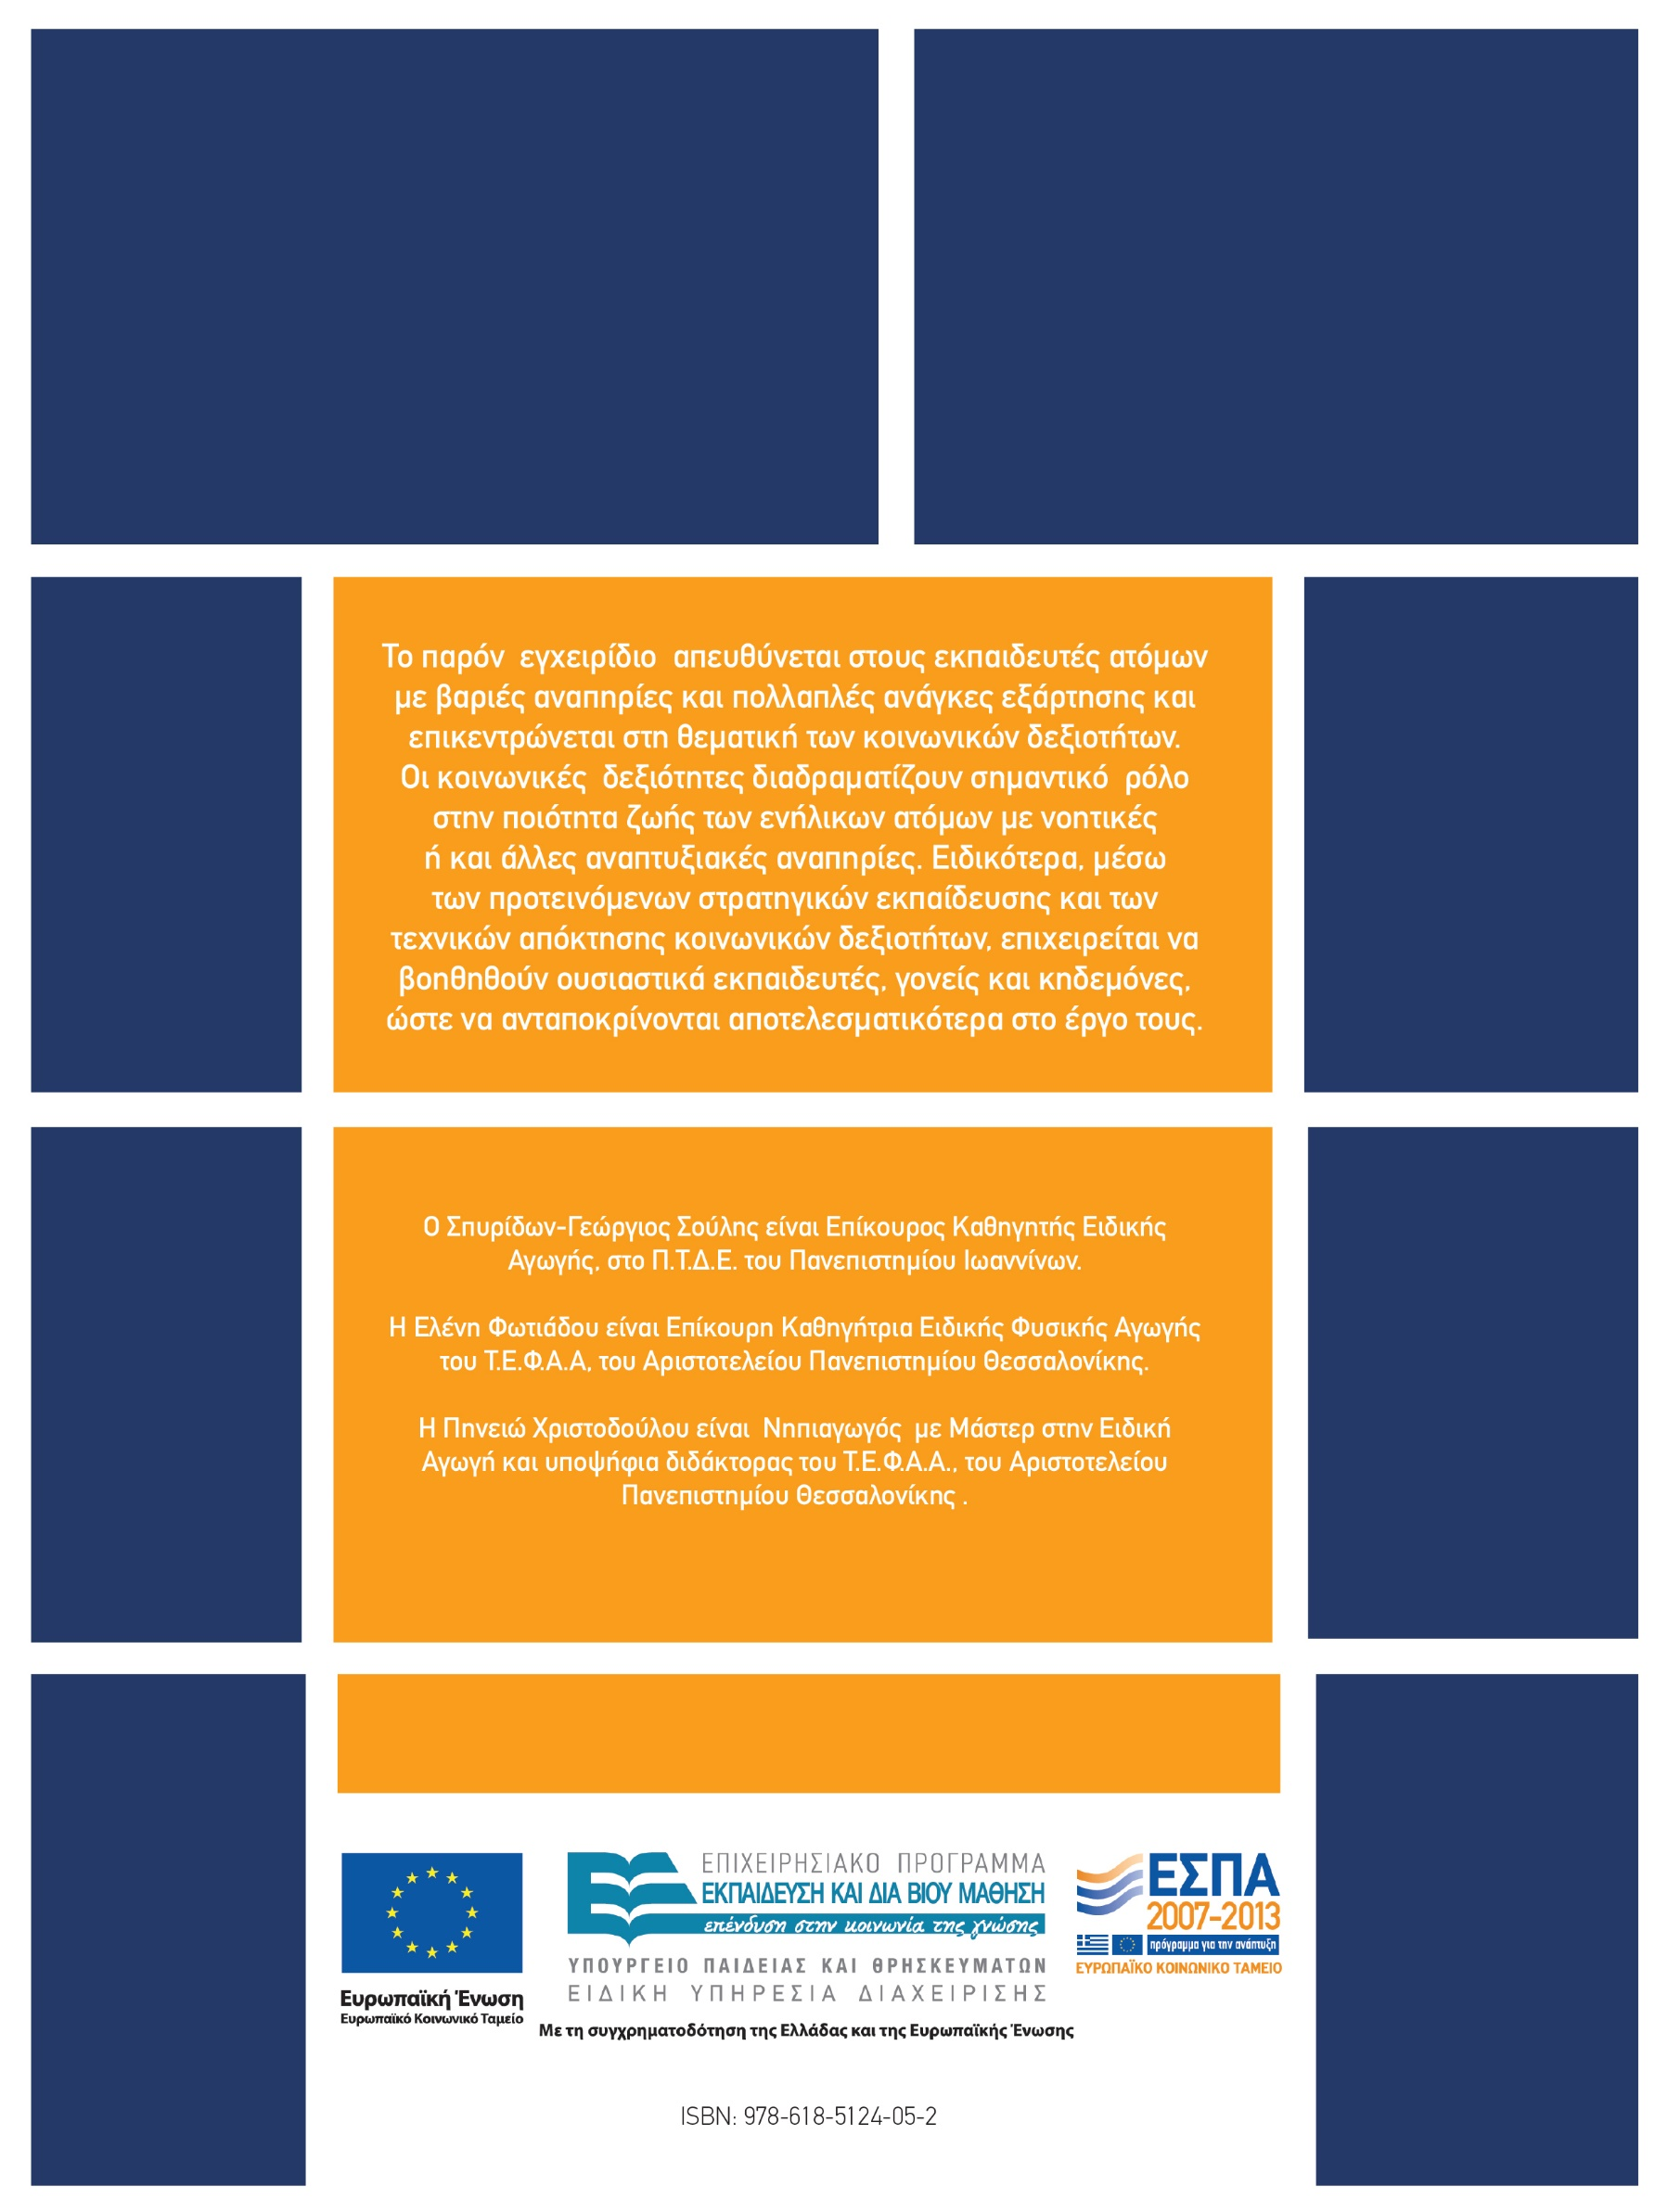 Το παρόν εγχειρίδιο απευθύνεται στους εκπαιδευτές ατόμων
με βαριές αναπηρίες και πολλαπλές ανάγκες εξάρτησης και
επικεντρώνεται στη θεματική των κοινωνικών δεξιοτήτων.
Οι κοινωνικές δεξιότητες διαδραματίζουν σημαντικό ρόλο
στην ποιότητα ζωής των ενήλικων ατόμων με νοητικές
ή και άλλες αναπτυξιακές αναπηρίες. Ειδικότερα, μέσω
των προτεινόμενων στρατηγικών εκπαίδευσης και των
τεχνικών απόκτησης κοινωνικών δεξιοτήτων, επιχειρείται να
βοηθηθούν ουσιαστικά εκπαιδευτές, γονείς και κηδεμόνες,
ώστε να ανταποκρίνονται αποτελεσματικότερα στο έργο τους.
Ο Σπυρίδων-Γεώργιος Σούλης είναι Επίκουρος Καθηγητής Ειδικής
Αγωγής, στο Π.Τ.Δ.Ε. του Πανεπιστημίου Ιωαννίνων.
Η Ελένη Φωτιάδου είναι Επίκουρη Καθηγήτρια Ειδικής Φυσικής Αγωγής
του Τ.Ε.Φ.Α.Α, του Αριστοτελείου Πανεπιστημίου Θεσσαλονίκης.
Η Πηνειώ Χριστοδούλου είναι Νηπιαγωγός με Μάστερ στην Ειδική
Αγωγή και υποψήφια διδάκτορας του Τ.Ε.Φ.Α.Α., του Αριστοτελείου
Πανεπιστημίου Θεσσαλονίκης .
Ευρωπαϊκή Ένωση
Ευρωπαϊκό Κοινωνικό Ταμείο
ΕΠΙΧΕΙΡΗΣΙΑΚΟ ΠΡΟΓΡΑΜΜΑ
ΕΚΠΑΙΔΕΥΣΗ ΚΑΙ ΔΙΑ ΒΙΟΥ ΜΑΘΗΣΗ
επένδυση στην κοινωνία της γνώσης
ΥΠΟΥΡΓΕΙΟ ΠΑΙΔΕΙΑΣ ΚΑΙ ΘΡΗΣΚΕΥΜΑΤΩΝ
ΕΙΔΙΚΗ ΥΠΗΡΕΣΙΑ ΔΙΑΧΕΙΡΙΣΗΣ
Με τη συγχρηματοδότηση της Ελλάδας και της Ευρωπαϊκής Ένωσης
ΕΣΠΑ
2007-2013
πρόγραμμα για την ανάπτυξη
ΕΥΡΩΠΑΪΚΟ ΚΟΙΝΩΝΙΚΟ ΤΑΜΕΙΟ
ISBN: 978-618-5124-05-2